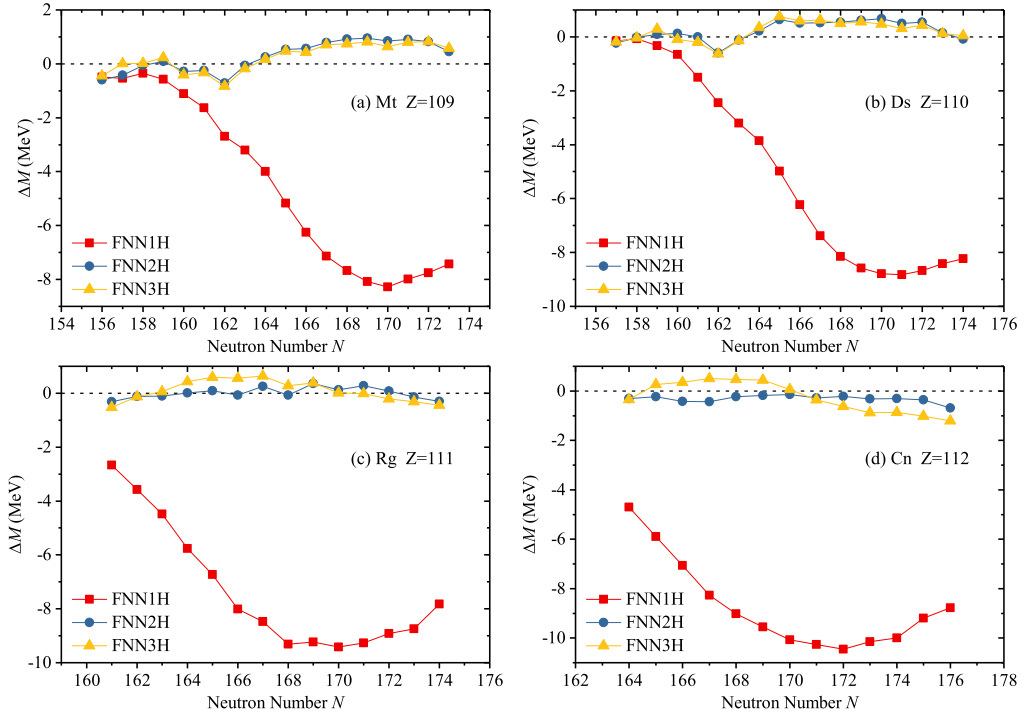 2
0
-2
-4
-6
-8
ΔM (MeV)
(a) Mt Z=109
FNN1H
FNN2H
FNN3H
154 156 158 160 162 164 166 168 170 172 174
Neutron Number N
0
-2
-4
-6
-8
-10
ΔM (MeV)
(b) Ds Z=110
FNN1H
FNN2H
FNN3H
156 158 160 162 164 166 168 170 172 174 176
Neutron Number N
0
-2
-4
-6
-8
-10
ΔM (MeV)
(c) Rg Z=111
FNN1H
FNN2H
FNN3H
160 162 164 166 168 170 172 174 176
Neutron Number N
0
-2
-4
-6
-8
-10
ΔM (MeV)
(d) Cn Z=112
FNN1H
FNN2H
FNN3H
162 164 166 168 170 172 174 176 178
Neutron Number N